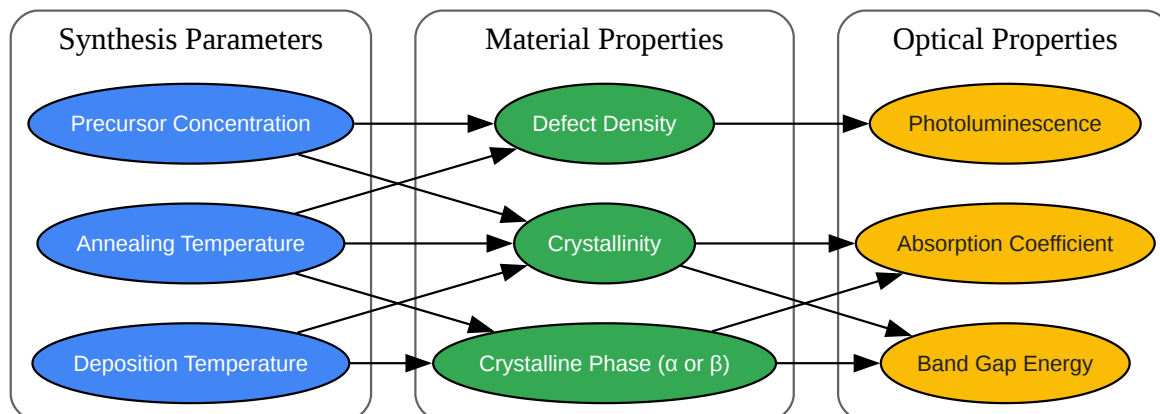 Synthesis Parameters
Precursor Concentration
Annealing Temperature
Deposition Temperature
Material Properties
Defect Density
Crystallinity
Crystalline Phase (α or β)
Optical Properties
Photoluminescence
Absorption Coefficient
Band Gap Energy